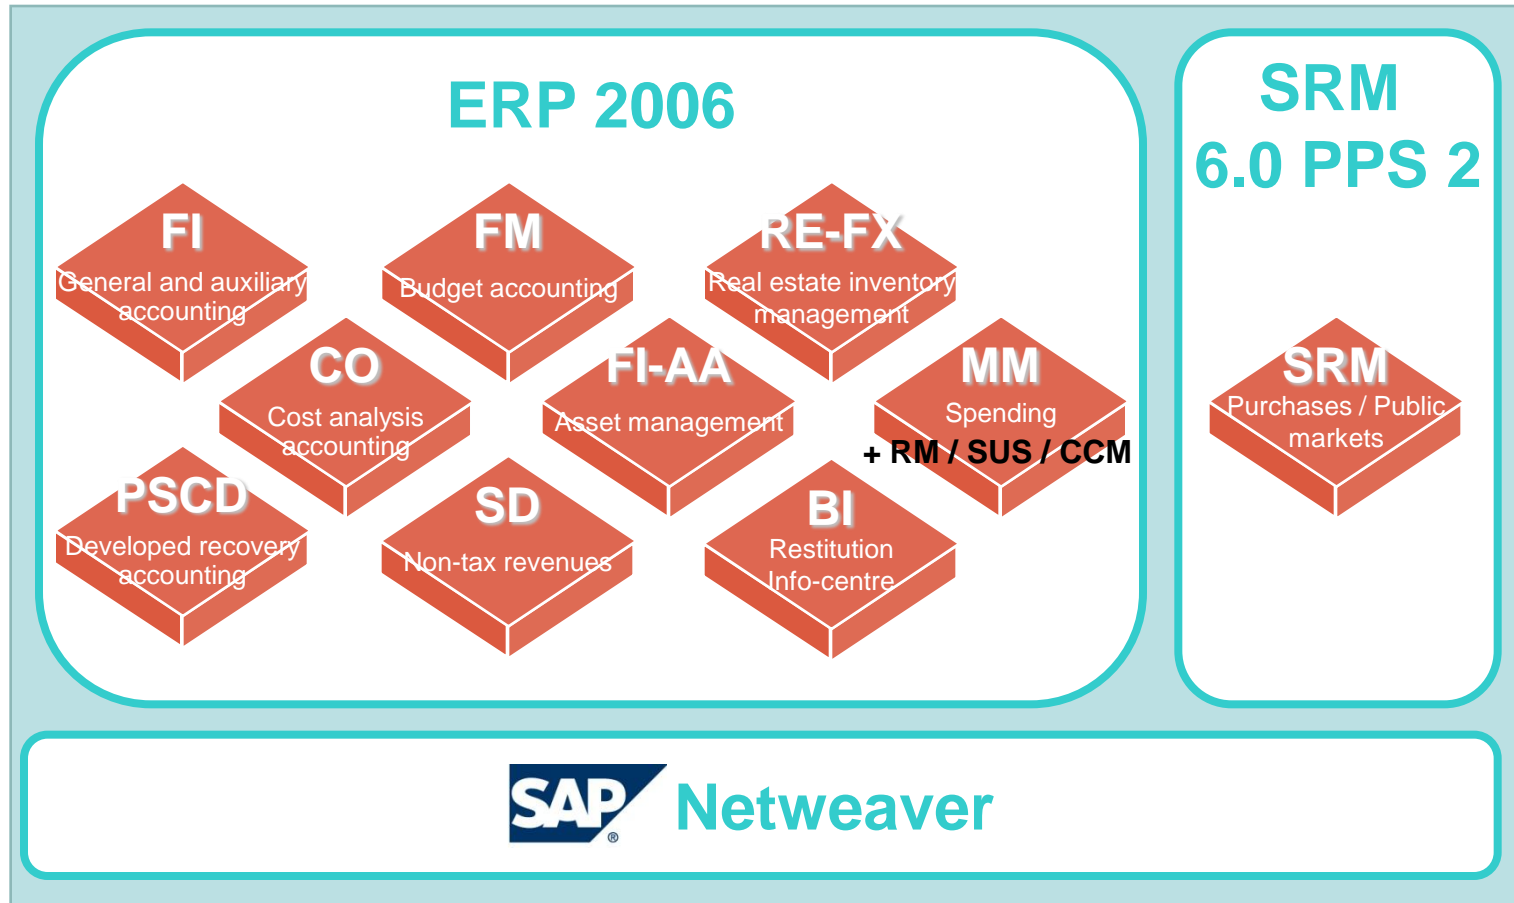 ERP 2006
SRM
6.0 PPS 2
FI
General and auxiliary
accounting
FM
Budget accounting
RE-FX
Real estate inventory
management
CO
Cost analysis
accounting
FI-AA
Asset management
MM
Spending
+ RM / SUS / CCM
SRM
Purchases / Public
markets
PSCD
Developed recovery
accounting
SD
Non-tax revenues
BI
Restitution
Info-centre
SAP ® Netweaver